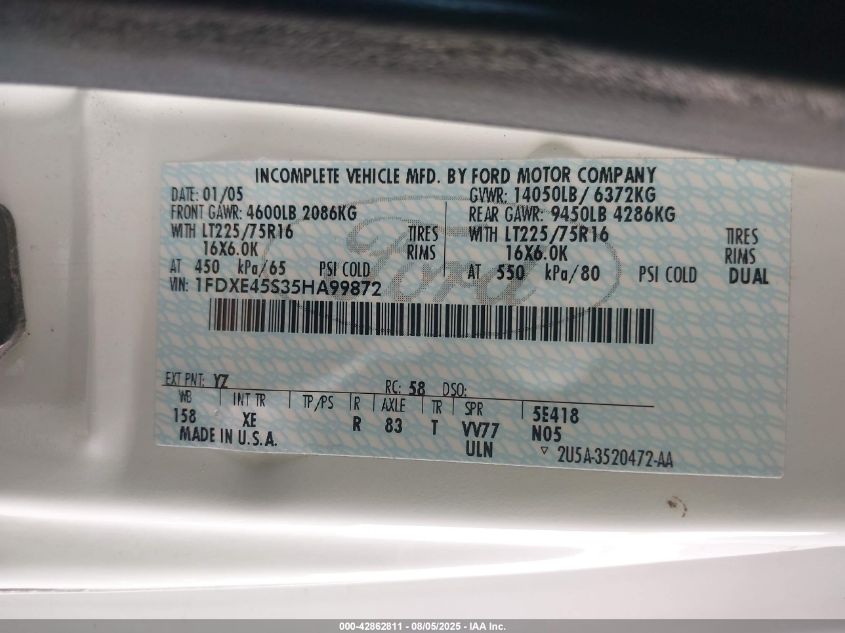 INCOMPLETE VEHICLE MFD. BY FORD MOTOR COMPANY
DATE: 01/05 GVWR: 14050LB/ 6372KG
FRONT GAWR: 4600LB 2086KG REAR GAWR: 9450LB 4286KG
WITH LT225/75R16 TIRES WITH LT225/75R16 TIRES
16X6.0K RIMS 16X6.0K RIMS
AT 450 kPa/65 PSI COLD AT 550 kPa/80 PSI COLD DUAL
VIN: 1FDXE45S35HA99872
Ford
EXT PNT: YZ RC: 58 DSO:
WB INT TR TP/PS R AXLE TR SPR 5E418
158 XE R 83 T VV77 N05
MADE IN U.S.A. ULN ▽ 2U5A-3520472-AA
000-42862811 - 08/05/2025 - IAA Inc.